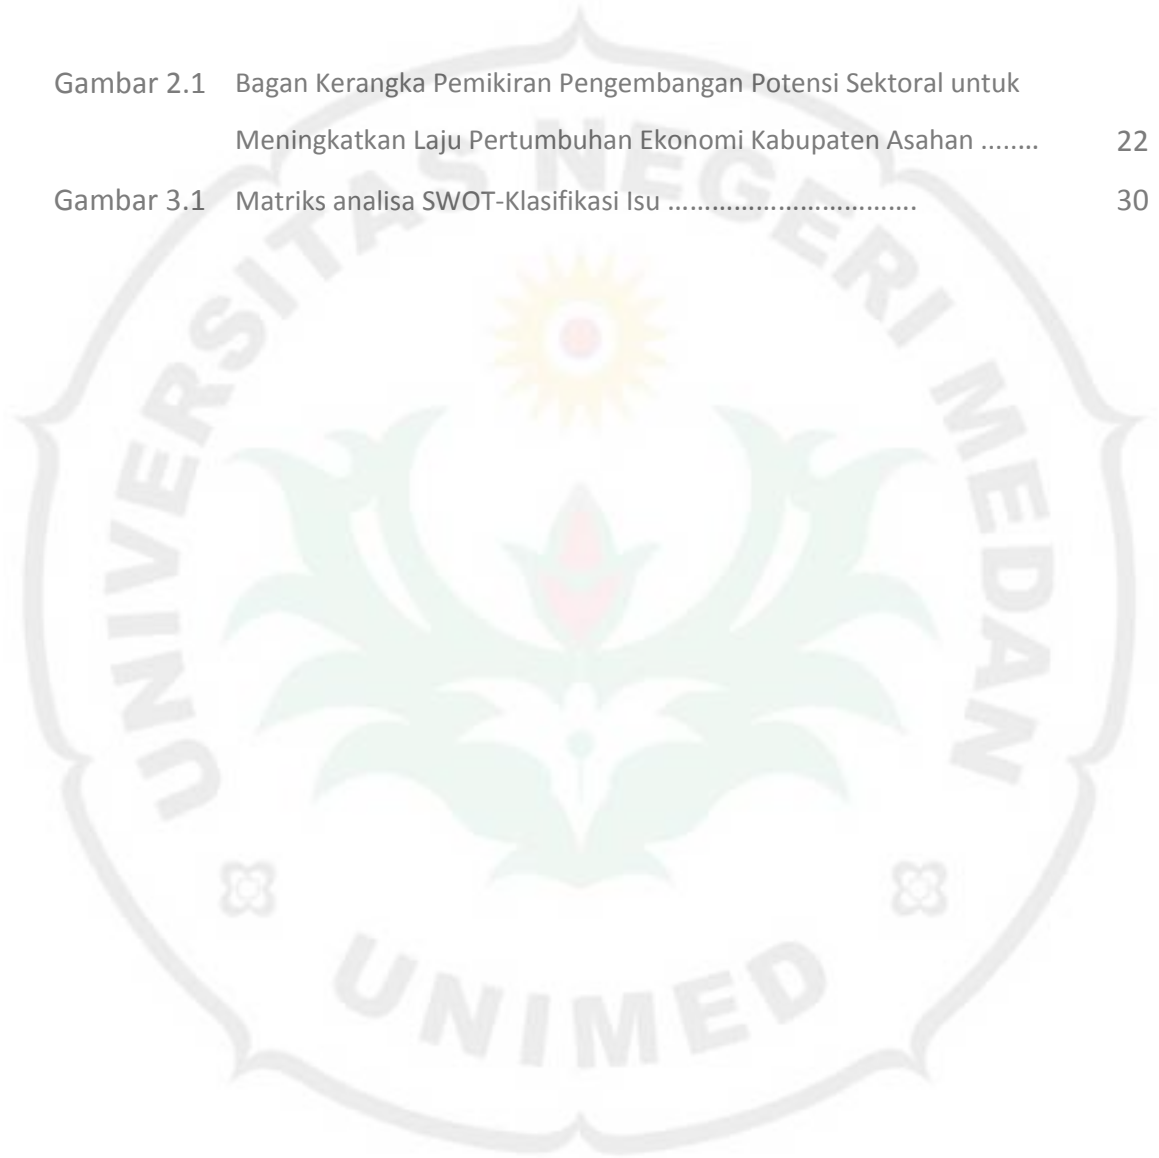 Gambar 2.1 Bagan Kerangka Pemikiran Pengembangan Potensi Sektoral untuk
Meningkatkan Laju Pertumbuhan Ekonomi Kabupaten Asahan ........ 22
Gambar 3.1 Matriks analisa SWOT-Klasifikasi Isu ................................. 30
UNIVERSITAS NEGERI MEDAN
UNIMED